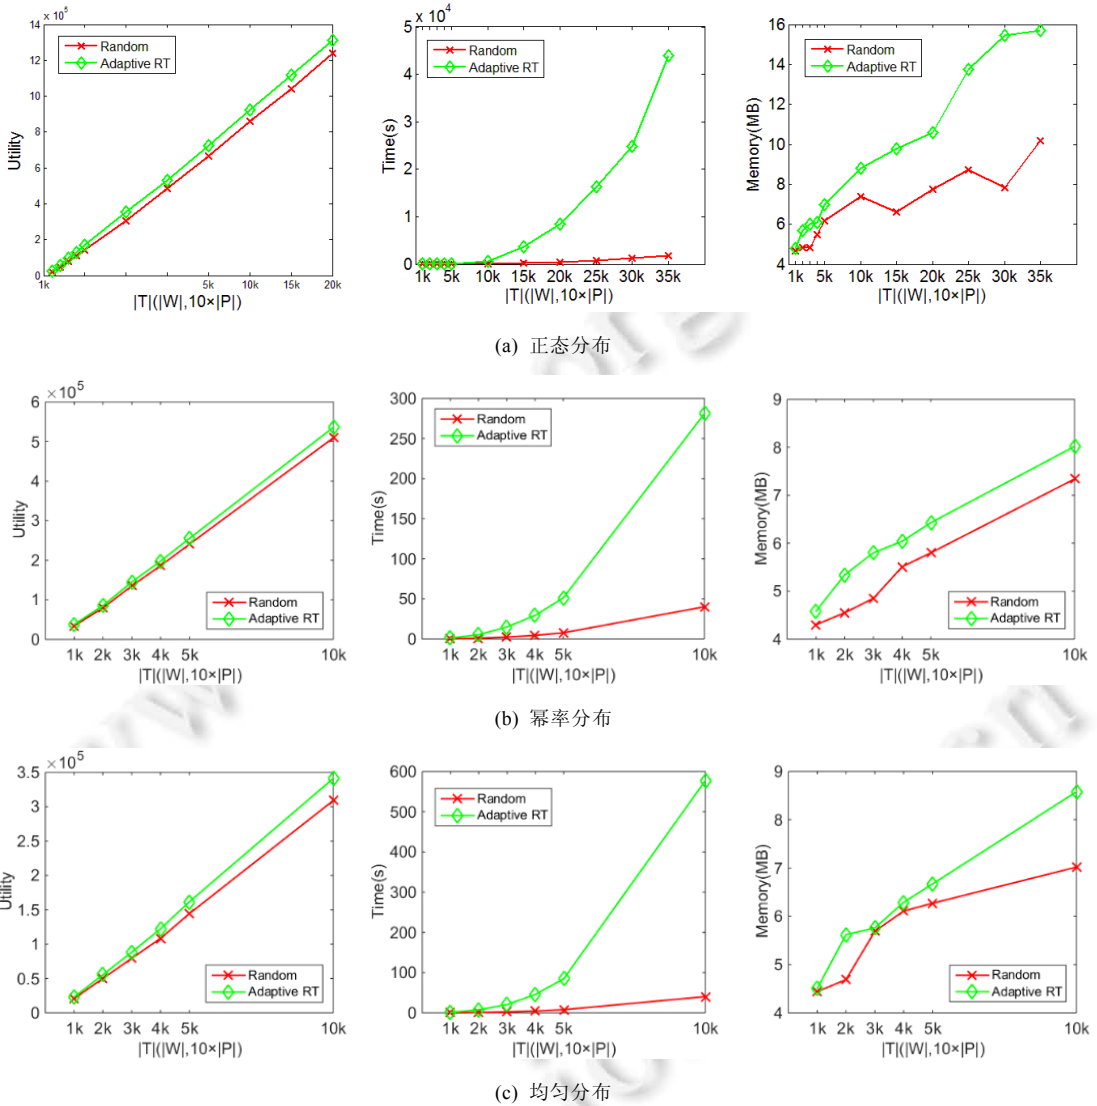 × 10⁵
14
12
10
8
6
4
2
0
Utility
Random
Adaptive RT
1k 5k 10k 15k 20k
|T|(|W|,10×|P|)
5 × 10⁴
4
3
2
1
0
Time(s)
Random
Adaptive RT
1k 5k 10k 15k 20k 25k 30k 35k
|T|(|W|,10×|P|)
16
14
12
10
8
6
4
Memory(MB)
Random
Adaptive RT
1k 5k 10k 15k 20k 25k 30k 35k
|T|(|W|,10×|P|)
(a) 正态分布
×10⁵
6
5
4
3
2
1
0
Utility
Random
Adaptive RT
1k 2k 3k 4k 5k 10k
|T|(|W|,10×|P|)
300
250
200
150
100
50
0
Time(s)
Random
Adaptive RT
1k 2k 3k 4k 5k 10k
|T|(|W|,10×|P|)
9
8
7
6
5
4
Memory(MB)
Random
Adaptive RT
1k 2k 3k 4k 5k 10k
|T|(|W|,10×|P|)
(b) 幂率分布
×10⁵
3.5
3
2.5
2
1.5
1
0.5
0
Utility
Random
Adaptive RT
1k 2k 3k 4k 5k 10k
|T|(|W|,10×|P|)
600
500
400
300
200
100
0
Time(s)
Random
Adaptive RT
1k 2k 3k 4k 5k 10k
|T|(|W|,10×|P|)
9
8
7
6
5
4
Memory(MB)
Random
Adaptive RT
1k 2k 3k 4k 5k 10k
|T|(|W|,10×|P|)
(c) 均匀分布